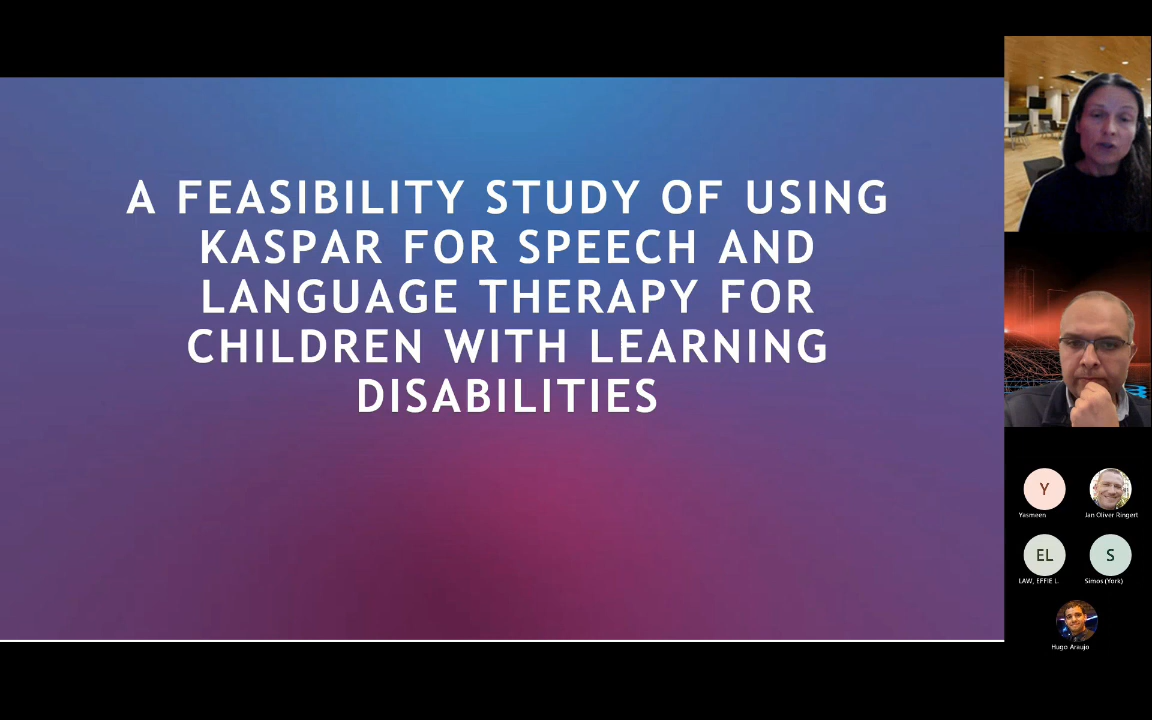 A FEASIBILITY STUDY OF USING
KASPAR FOR SPEECH AND
LANGUAGE THERAPY FOR
CHILDREN WITH LEARNING
DISABILITIES
Y
Yasmeen
Jan Oliver Ringert
EL
LAW, EFFIE L.
S
Simos (York)
Hugo Araujo